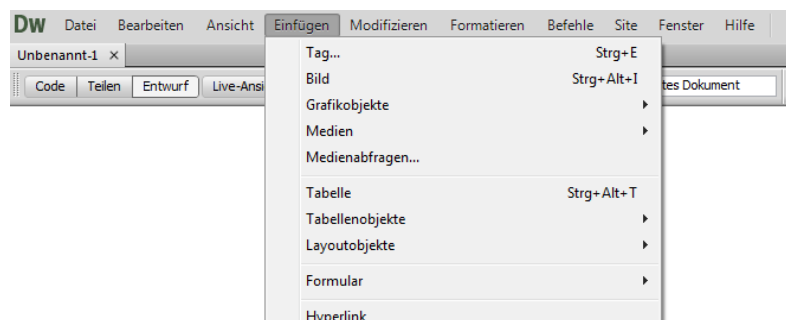 Dw Datei Bearbeiten Ansicht Einfügen Modifizieren Formatieren Befehle Site Fenster Hilfe
Unbenannt-1 ×
Code Teilen Entwurf Live-Ansi
tes Dokument
Tag... Strg+E
Bild Strg+Alt+I
Grafikobjekte
Medien
Medienabfragen...
Tabelle Strg+Alt+T
Tabellenobjekte
Layoutobjekte
Formular
Hyperlink